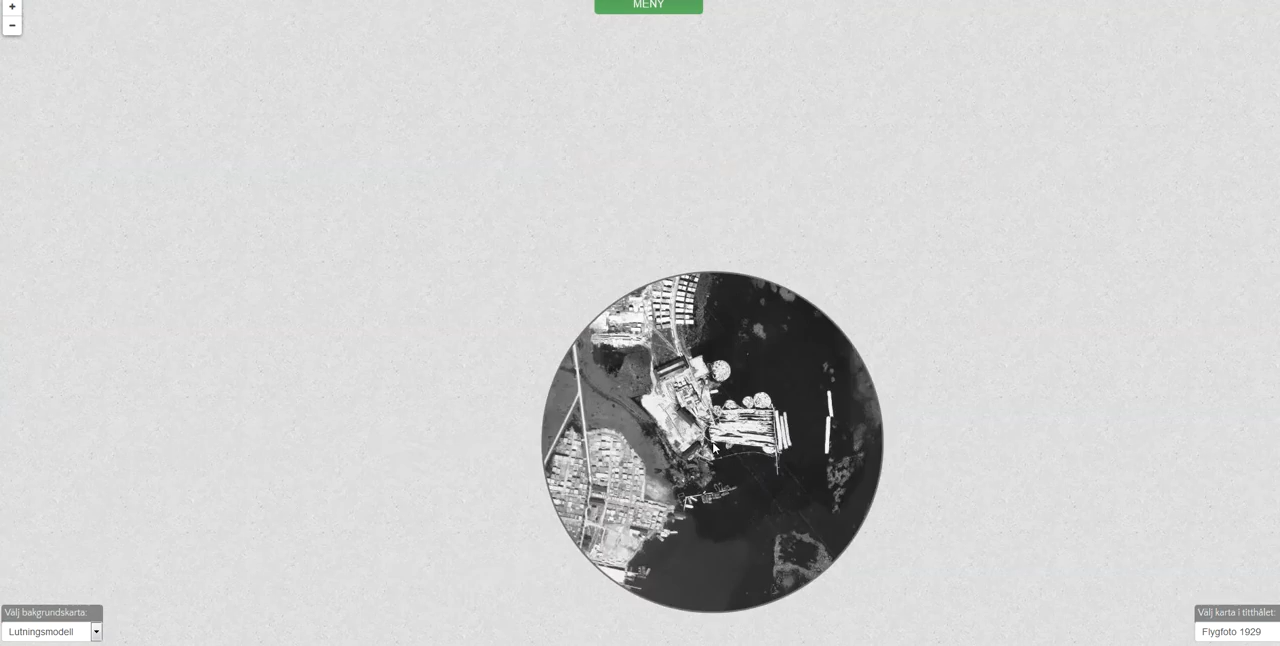 +
MENY
−
Välj bakgrundskarta:
Lutningsmodell
Välj karta i titthålet:
Flygfoto 1929